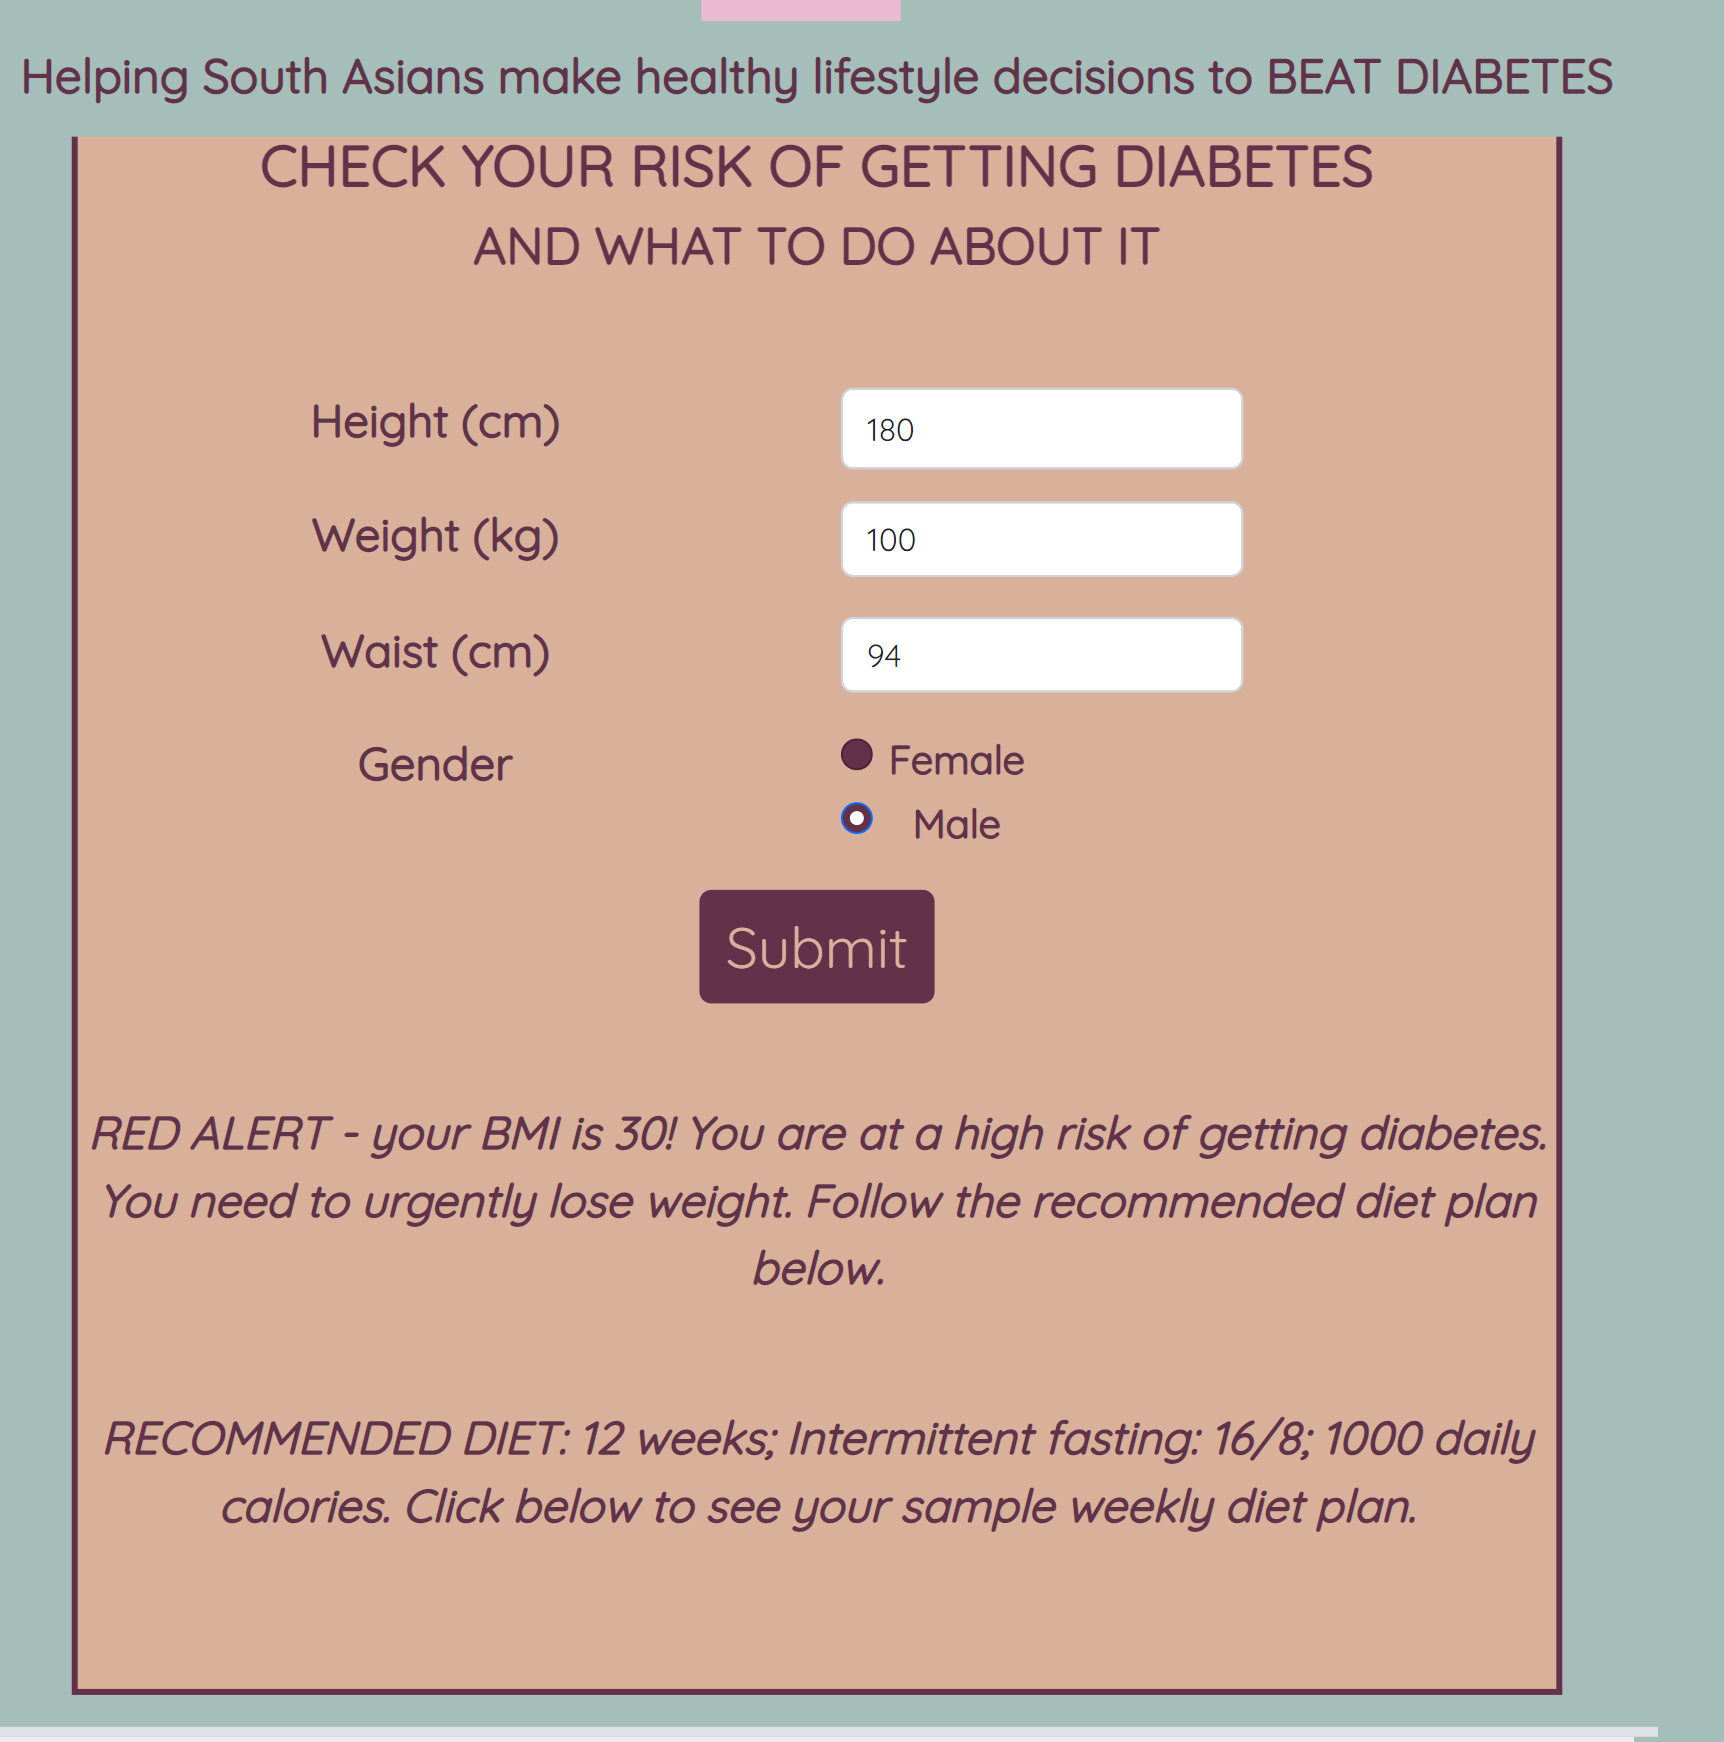 Helping South Asians make healthy lifestyle decisions to BEAT DIABETES
CHECK YOUR RISK OF GETTING DIABETES
AND WHAT TO DO ABOUT IT
Height (cm) 180
Weight (kg) 100
Waist (cm) 94
Gender Female
Male
Submit
RED ALERT - your BMI is 30! You are at a high risk of getting diabetes.
You need to urgently lose weight. Follow the recommended diet plan
below.
RECOMMENDED DIET: 12 weeks; Intermittent fasting: 16/8; 1000 daily
calories. Click below to see your sample weekly diet plan.